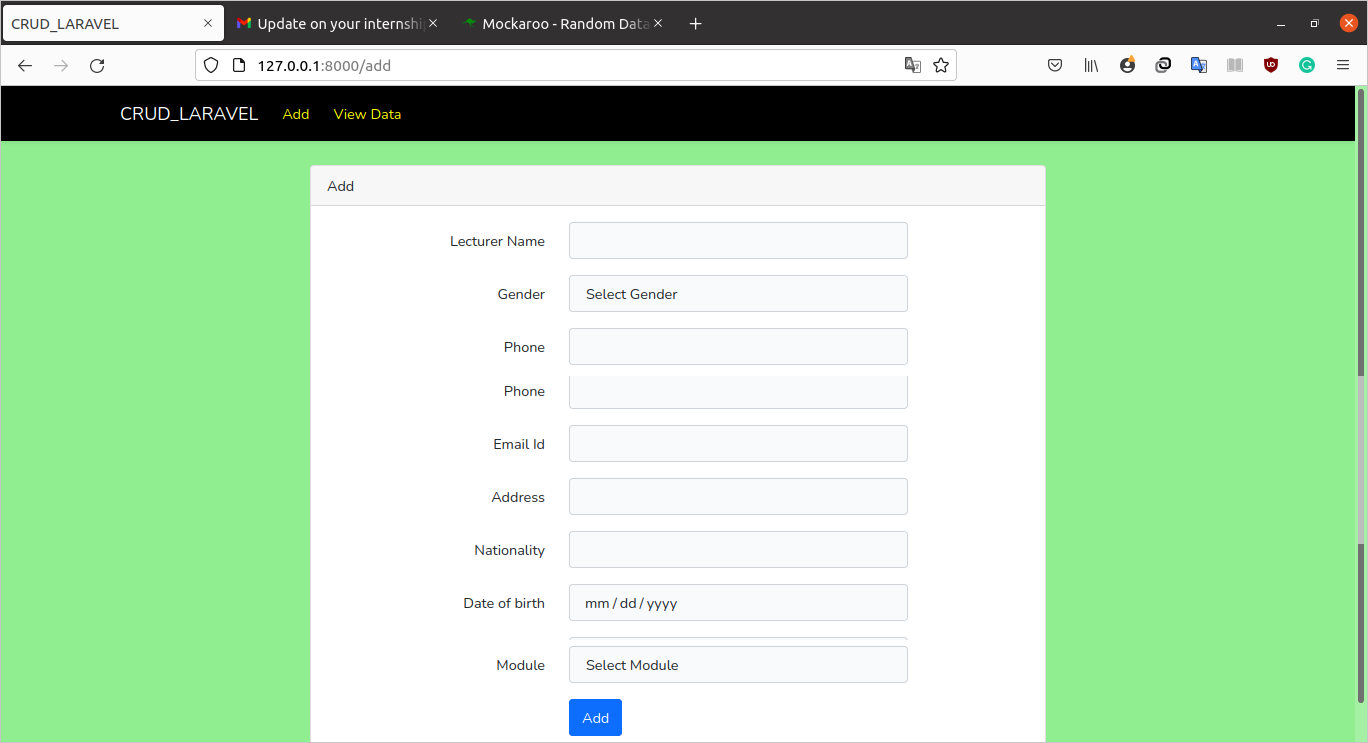 CRUD_LARAVEL
Update on your internship
Mockaroo - Random Data
127.0.0.1:8000/add
CRUD_LARAVEL Add View Data
Add
Lecturer Name
Gender Select Gender
Phone
Phone
Email Id
Address
Nationality
Date of birth mm / dd / yyyy
Module Select Module
Add